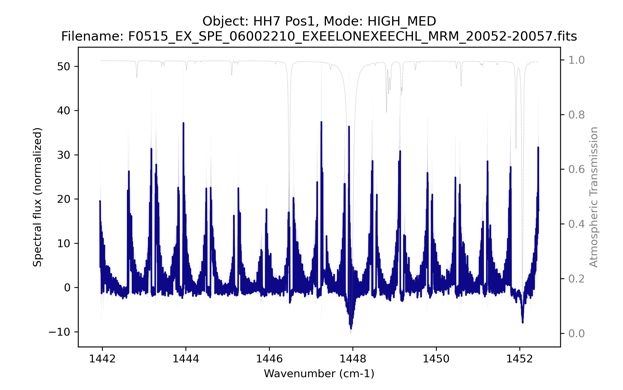 Object: HH7 Pos1, Mode: HIGH_MED
Filename: F0515_EX_SPE_06002210_EXEELONEXEECHL_MRM_20052-20057.fits
Spectral flux (normalized)
50
40
30
20
10
0
−10
1.0
0.8
0.6
0.4
0.2
0.0
Atmospheric Transmission
1442 1444 1446 1448 1450 1452
Wavenumber (cm-1)